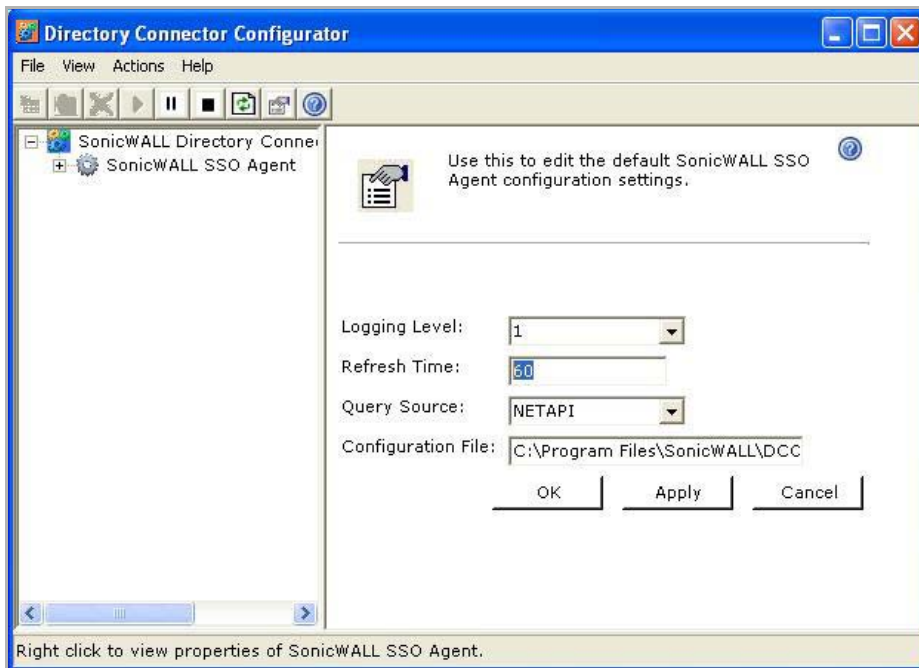 Directory Connector Configurator
File View Actions Help
SonicWALL Directory Conne
SonicWALL SSO Agent
Use this to edit the default SonicWALL SSO
Agent configuration settings.
Logging Level: 1
Refresh Time: 60
Query Source: NETAPI
Configuration File: C:\Program Files\SonicWALL\DCC
OK Apply Cancel
Right click to view properties of SonicWALL SSO Agent.